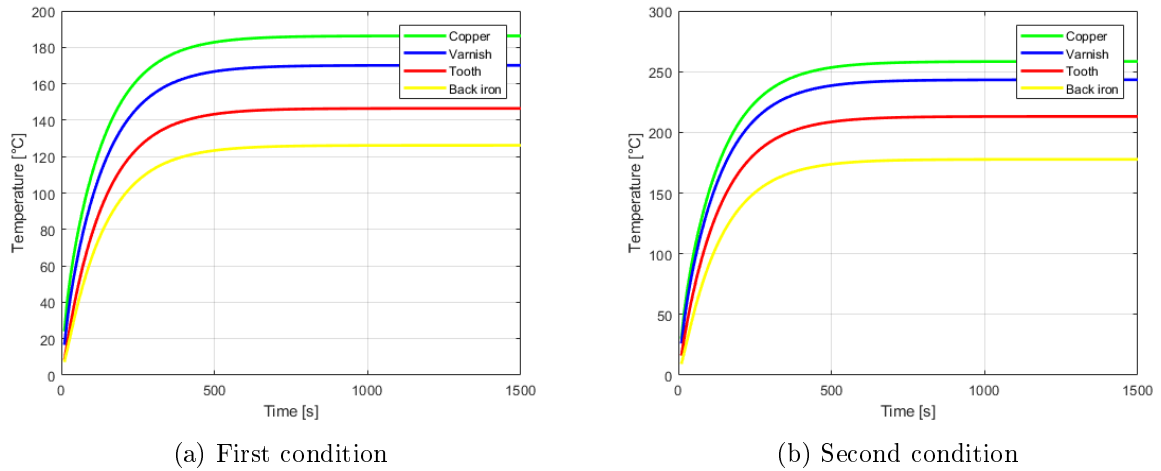 200
180
160
140
120
100
80
60
40
20
0
Temperature [°C]
0 500 1000 1500
Time [s]
Copper
Varnish
Tooth
Back iron
(a) First condition
300
250
200
150
100
50
0
Temperature [°C]
0 500 1000 1500
Time [s]
Copper
Varnish
Tooth
Back iron
(b) Second condition